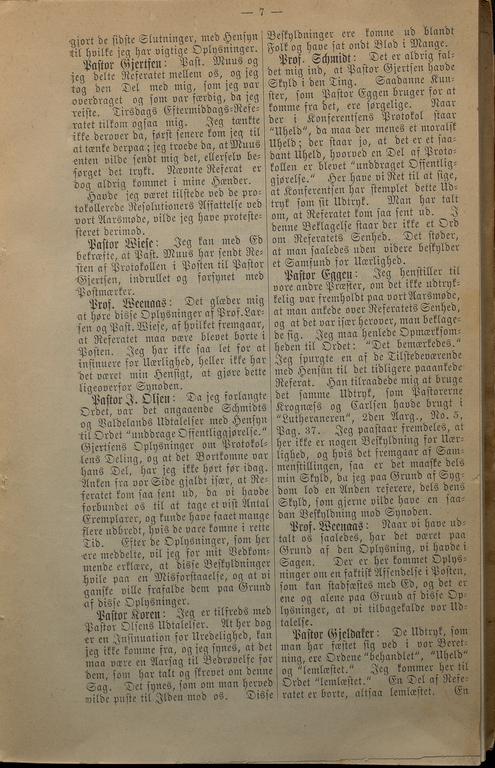 — 7 —
gjort de sidste Slutninger, med Hensyn
til hvilke jeg har vigtige Oplysninger.
Pastor Gjertsen: Past. Muus og
jeg delte Referatet mellem os, og jeg
tog den Del med mig, som jeg var
overdraget og som var færdig, da jeg
reiste. Tirsdags Eftermiddags-Refe-
ratet tilkom ogsaa mig. Jeg tænkte
ikke derover da, først senere kom jeg til
at tænke derpaa; jeg troede da, at Muus
enten vilde sendt mig det, ellerselv be-
sørget det trykt. Nævnte Referat er
dog aldrig kommet i mine Hænder.
Havde jeg været tilstede ved de pro-
tokollerede Resolutioners Affattelse ved
vort Aarsmøde, vilde jeg have proteste-
steret derimod.
Pastor Wiese: Jeg kan med Ed
bekræfte, at Past. Muus har sendt Re-
sten af Protokollen i Posten til Pastor
Gjertsen, indrullet og forsynet med
Postmærker.
Prof. Weenaas: Det glæder mig
at høre disse Oplysninger af Prof. Lar-
sen og Past. Wiese, af hvilket fremgaar,
at Referatet maa være blevet borte i
Posten. Jeg har ikke saa let for at
insinuere for Uærlighed, heller ikke har
det været min Hensigt, at gjøre dette
ligeoverfor Synoden.
Pastor J. Olsen: Da jeg forlangte
Ordet, var det angaaende Schmidts
og Valdelands Udtalelser med Hensyn
til Ordet "unddrage Offentliggjørelse."
Gjertsens Oplysninger om Protokol-
lens Deling, og at det Bortkomne var
hans Del, har jeg ikke hørt før idag.
Anken fra vor Side gjaldt især, at Re-
feratet kom saa sent ud, da vi havde
forbundet os til at tage et vist Antal
Exemplarer, og kunde have faaet mange
flere udbredt, hvis de vare komne i rette
Tid. Efter de Oplysninger, som her
ere meddelte, vil jeg for mit Vedkom-
mende erklære, at disse Beskyldninger
hvile paa en Misforstaaelse, og at vi
ganske ville frafalde dem paa Grund
af disse Oplysninger.
Pastor Koren: Jeg er tilfreds med
Pastor Olsens Udtalelser. At her dog
er en Insinuation for Uredelighed, kan
jeg ikke komme fra, og jeg synes, at det
maa være en Aarsag til Bedrøvelse for
dem, som har talt og skrevet om denne
Sag. Det synes, som om man herved
vilde puste til Ilden mod os. Disse
Beskyldninger ere komne ud blandt
Folk og have sat ondt Blod i Mange.
Prof. Schmidt: Det er aldrig fal-
det mig ind, at Pastor Gjertsen havde
Skyld i den Ting. Saadanne Kun-
ster, som Pastor Eggen bruger for at
komme fra det, ere sørgelige. Naar
der i Konferentsens Protokol staar
"Uheld", da maa der menes et moralsk
Uheld; der staar jo, at det er et saa-
dant Uheld, hvorved en Del af Proto-
kollen er blevet "unddraget Offentlig-
gjørelse." Her have vi Ret til at sige,
at Konferentsen har stemplet dette Ud-
tryk som sit Udtryk. Man har talt
om, at Referatet kom saa sent ud. I
denne Beklagelse staar der ikke et Ord
om Referatets Senhed. Det støder,
at man saaledes uden videre beskylder
et Samfund for Uærlighed.
Pastor Eggen: Jeg henstiller til
vore andre Præster, om det ikke udtryk-
kelig var fremholdt paa vort Aarsmøde,
at man ankede over Referatets Senhed,
og at det var især herover, man beklage-
de sig. Jeg maa henlede Opmærksom-
heden til Ordet: "Det bemærkedes."
Jeg spurgte en af de Tilstedeværende
med Hensyn til det tidligere paaankede
Referat. Han tilraadede mig at bruge
det samme Udtryk, som Pastorerne
Krognæss og Carlsen havde brugt i
"Lutheraneren", 2den Aarg., No. 5,
Pag. 37. Jeg paastaar fremdeles, at
her ikke er nogen Beskyldning for Uær-
lighed, og hvis det fremgaar af Sam-
menstillingen, saa er det maaske dels
min Skyld, da jeg paa Grund af Syg-
dom lod en Anden referere, dels dens
Skyld, som gjerne vilde have en saa-
dan Beskyldning mod Synoden.
Prof. Weenaas: Naar vi have ud-
talt os saaledes, har det været paa
Grund af den Oplysning, vi havde i
Sagen. Der er her kommet Oplys-
ninger om en faktisk Afsendelse i Posten,
som kan stadfæstes med Ed, og det er
ene og alene paa Grund af disse Op-
lysninger, at vi tilbagekalde vor Ud-
talelse.
Pastor Gjeldaker: De Udtryk, som
man har fæstet sig ved i vor Beret-
ning, ere Ordene "behandlet", "Uheld"
og "lemlæstet." Jeg kommer her til
Ordet "lemlæstet." En Del af Refe-
ratet er borte, altsaa lemlæstet. En